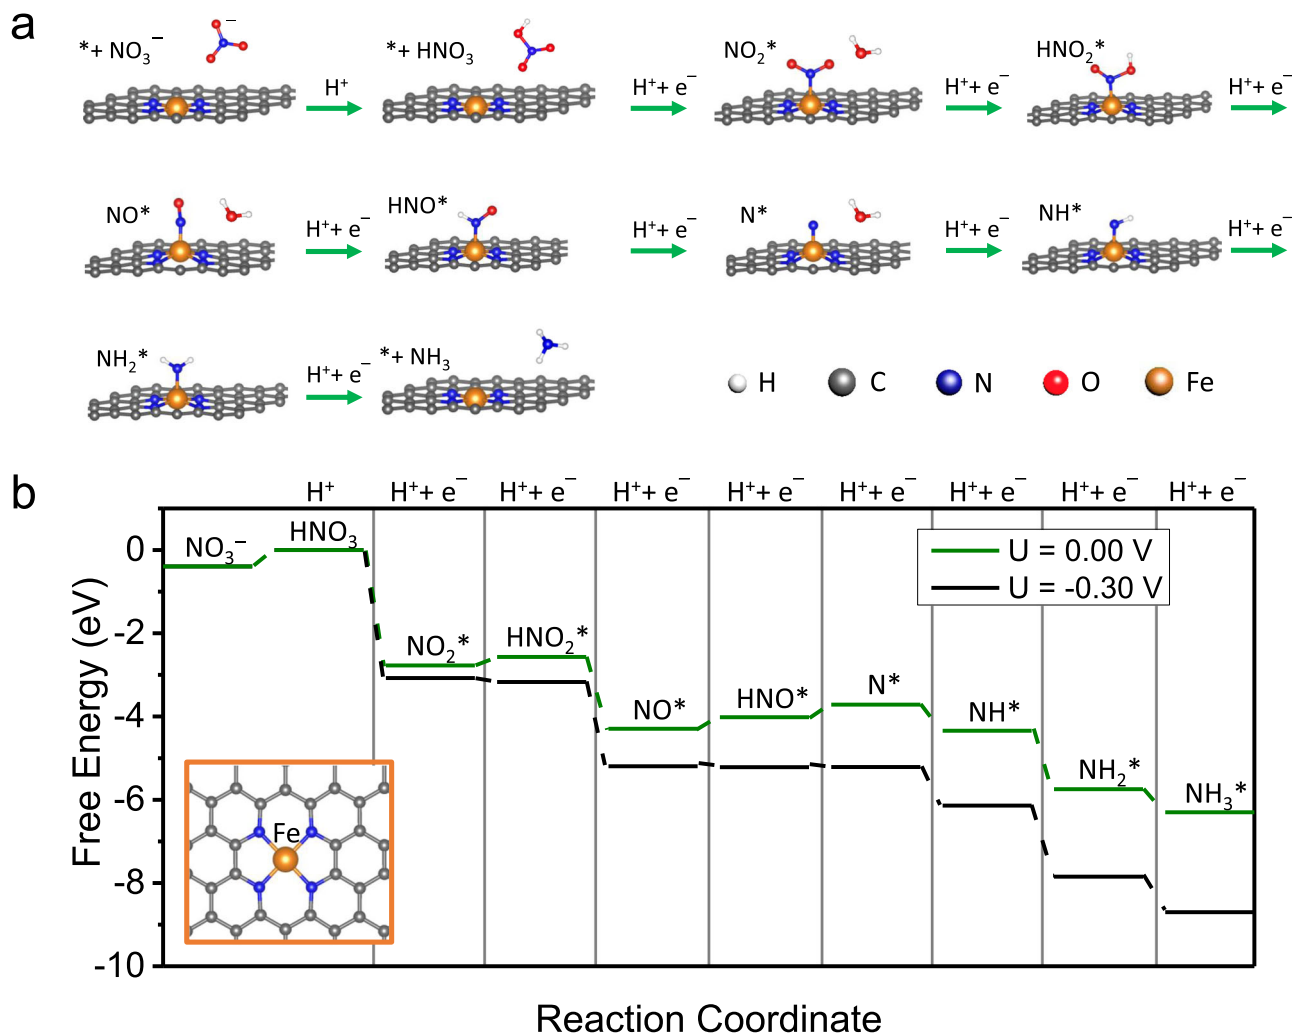 a
*+ NO₃⁻
H⁺
*+ HNO₃
H⁺+ e⁻
NO₂*
H⁺+ e⁻
HNO₂*
H⁺+ e⁻
NO*
H⁺+ e⁻
HNO*
H⁺+ e⁻
N*
H⁺+ e⁻
NH*
H⁺+ e⁻
NH₂*
H⁺+ e⁻
*+ NH₃
H C N O Fe
b
H⁺ H⁺+ e⁻ H⁺+ e⁻ H⁺+ e⁻ H⁺+ e⁻ H⁺+ e⁻ H⁺+ e⁻ H⁺+ e⁻ H⁺+ e⁻
Free Energy (eV)
0
-2
-4
-6
-8
-10
NO₃⁻
HNO₃
NO₂*
HNO₂*
NO*
HNO*
N*
NH*
NH₂*
NH₃*
U = 0.00 V
U = -0.30 V
Fe
Reaction Coordinate